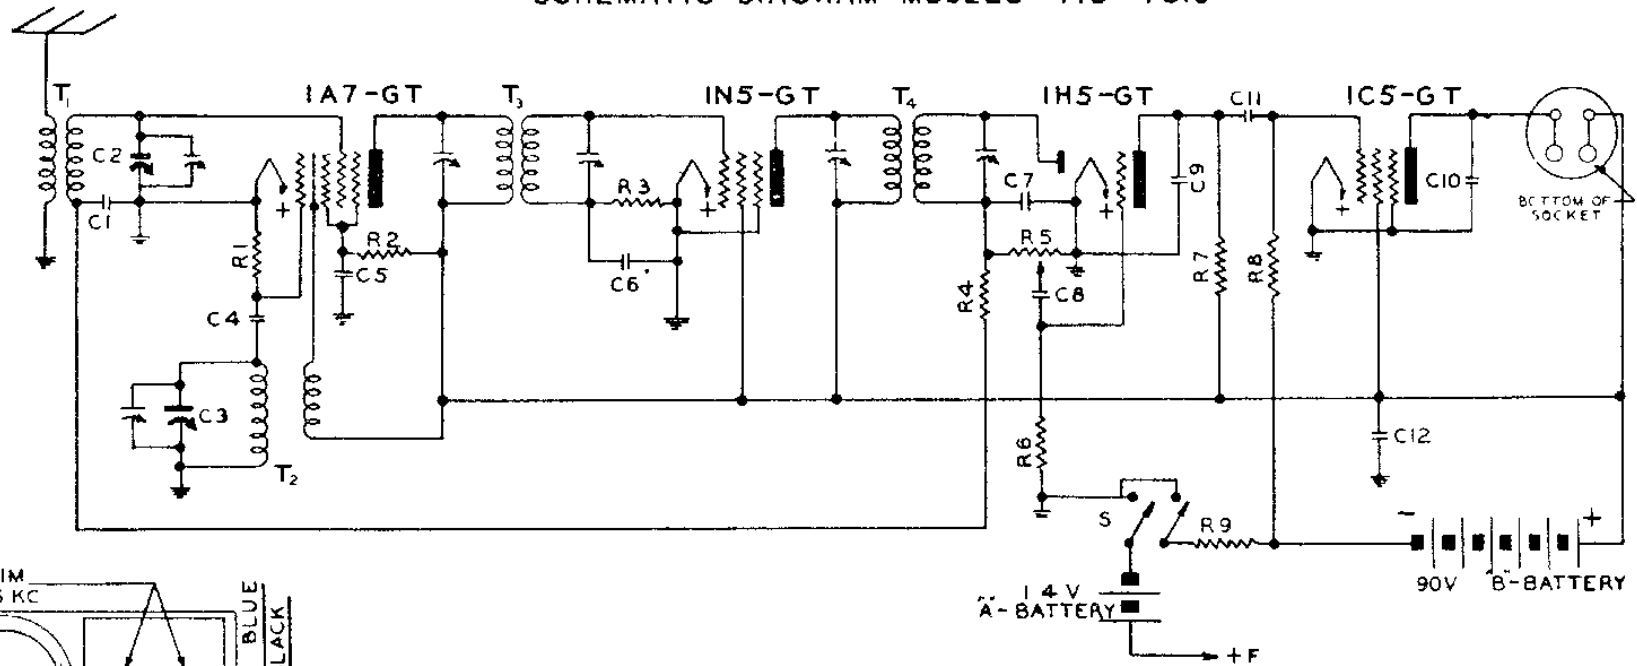 T1
1A7-GT
T3
1N5-GT
T4
1H5-GT
C11
1C5-GT
C2
C1
R1
+
R2
C5
R3
+
C6
C7
+
C9
R5
C8
R4
R7
R8
+
C10
BOTTOM OF
SOCKET
C4
C3
T2
R6
C12
S
R9
-
+
90V "B"-BATTERY
1 4 V
"A"-BATTERY
+F
KC
BLUE
LACK